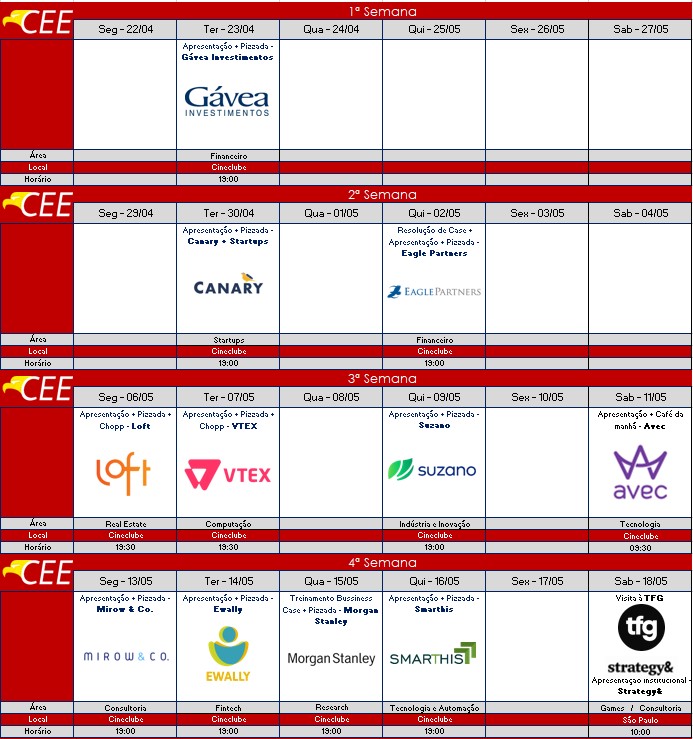 CEE
1ª Semana
Seg - 22/04 Ter - 23/04 Qua - 24/04 Qui - 25/05 Sex - 26/05 Sab - 27/05
Apresentação + Pizzada -
Gávea Investimentos
Gávea
INVESTIMENTOS
Área Financeiro
Local Cineclube
Horário 19:00
CEE
2ª Semana
Seg - 29/04 Ter - 30/04 Qua - 01/05 Qui - 02/05 Sex - 03/05 Sab - 04/05
Apresentação + Pizzada - Resolução de Case +
Canary + Startups Apresentação + Pizzada -
Eagle Partners
CANARY EAGLEPARTNERS
Área Startups Financeiro
Local Cineclube Cineclube
Horário 19:00 19:00
CEE
3ª Semana
Seg - 06/05 Ter - 07/05 Qua - 08/05 Qui - 09/05 Sex - 10/05 Sab - 11/05
Apresentação + Pizzada + Apresentação + Pizzada + Apresentação + Pizzada - Apresentação + Café da
Chopp - Loft Chopp - VTEX Suzano manhã - Avec
loft VTEX suzano avec
Área Real Estate Computação Indústria e Inovação Tecnologia
Local Cineclube Cineclube Cineclube Cineclube
Horário 19:30 19:30 19:00 09:30
CEE
4ª Semana
Seg - 13/05 Ter - 14/05 Qua - 15/05 Qui - 16/05 Sex - 17/05 Sab - 18/05
Apresentação + Pizzada - Apresentação + Pizzada - Treinamento Bussiness Apresentação + Pizzada - Visita à TFG
Mirow & Co. Ewally Case + Pizzada - Morgan Smarthis
Stanley
tfg
MIROW & CO. EWALLY Morgan Stanley SMARTHIS strategy&
Apresentação institucional -
Strategy&
Área Consultoria Fintech Research Tecnologia e Automação Games / Consultoria
Local Cineclube Cineclube Cineclube Cineclube São Paulo
Horário 19:00 19:00 19:00 19:00 10:00